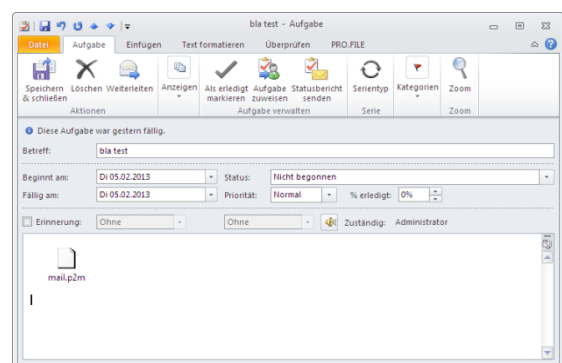 bla test - Aufgabe
Datei Aufgabe Einfügen Text formatieren Überprüfen PRO.FILE
Speichern & schließen
Löschen
Weiterleiten
Aktionen
Anzeigen
Als erledigt markieren
Aufgabe zuweisen
Statusbericht senden
Aufgabe verwalten
Serientyp
Serie
Kategorien
Zoom
Zoom
Diese Aufgabe war gestern fällig.
Betreff: bla test
Beginnt am: Di 05.02.2013 Status: Nicht begonnen
Fällig am: Di 05.02.2013 Priorität: Normal % erledigt: 0%
Erinnerung: Ohne Ohne Zuständig: Administrator
mail.p2m